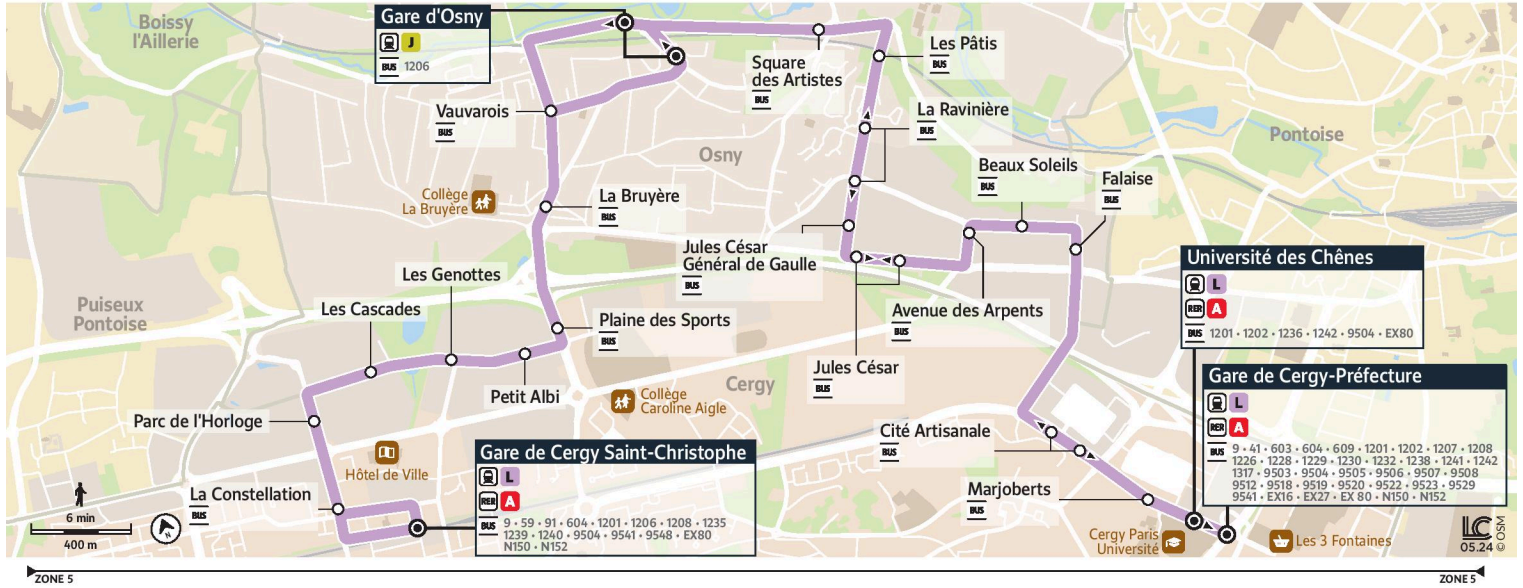 Boissy
l'Aillerie
Gare d'Osny
J
BUS 1206
Vauvarois
BUS
Square
des Artistes
BUS
Les Pâtis
BUS
La Ravinière
BUS
Osny
Pontoise
Beaux Soleils
BUS
Falaise
BUS
Collège
La Bruyère
La Bruyère
BUS
Jules César
Général de Gaulle
BUS
Université des Chênes
L
RER A
BUS 1201 • 1202 • 1236 • 1242 • 9504 • EX80
Les Genottes
Puiseux
Pontoise
Les Cascades
Plaine des Sports
BUS
Avenue des Arpents
BUS
Jules César
BUS
Petit Albi
Cergy
Collège
Caroline Aigle
Gare de Cergy-Préfecture
L
RER A
BUS 9 • 41 • 603 • 604 • 609 • 1201 • 1202 • 1207 • 1208
1226 • 1228 • 1229 • 1230 • 1232 • 1238 • 1241 • 1242
1317 • 9503 • 9504 • 9505 • 9506 • 9507 • 9508
9512 • 9518 • 9519 • 9520 • 9522 • 9523 • 9529
9541 • EX16 • EX27 • EX 80 • N150 • N152
Parc de l'Horloge
Cité Artisanale
BUS
Hôtel de Ville
Gare de Cergy Saint-Christophe
L
RER A
BUS 9 • 59 • 91 • 604 • 1201 • 1206 • 1208 • 1235
1239 • 1240 • 9504 • 9541 • 9548 • EX80
N150 • N152
La Constellation
BUS
Marjoberts
BUS
6 min
400 m
N
Cergy Paris
Université
Les 3 Fontaines
LC
05.24 © OSM
ZONE 5
ZONE 5